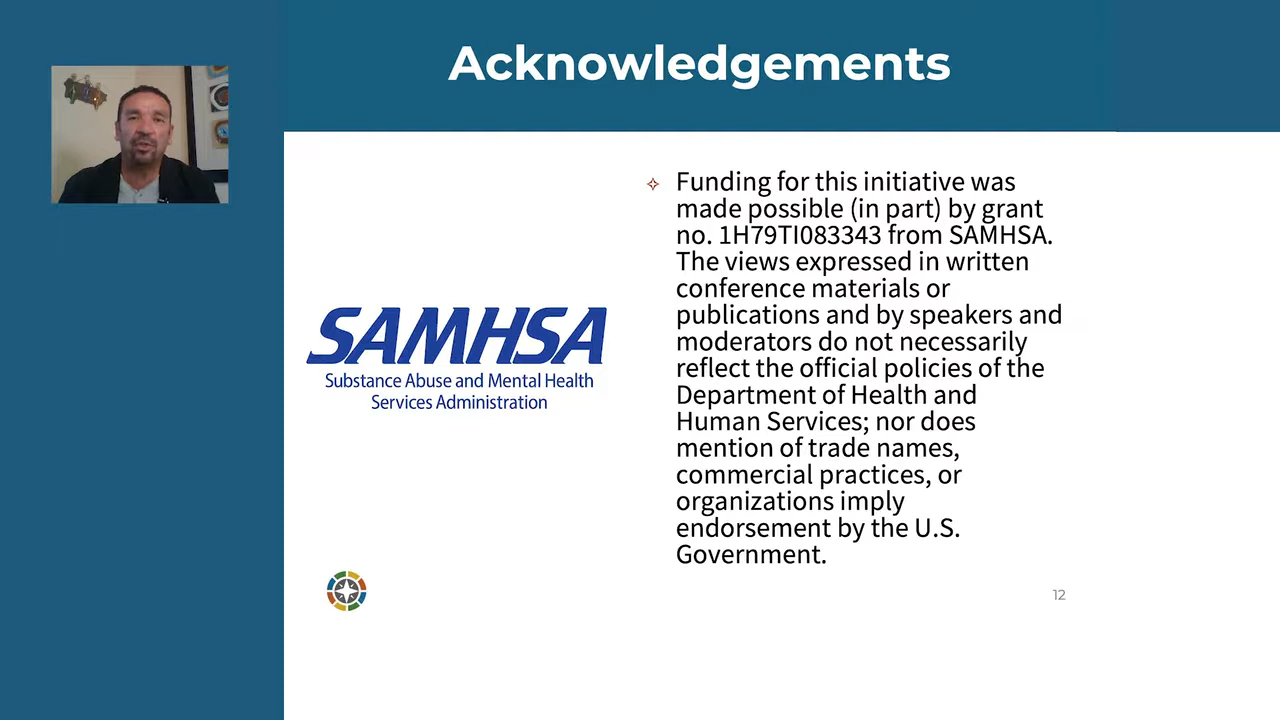 Acknowledgements
Funding for this initiative was
made possible (in part) by grant
no. 1H79TI083343 from SAMHSA.
The views expressed in written
conference materials or
publications and by speakers and
moderators do not necessarily
reflect the official policies of the
Department of Health and
Human Services; nor does
mention of trade names,
commercial practices, or
organizations imply
endorsement by the U.S.
Government.
SAMHSA
Substance Abuse and Mental Health
Services Administration
12